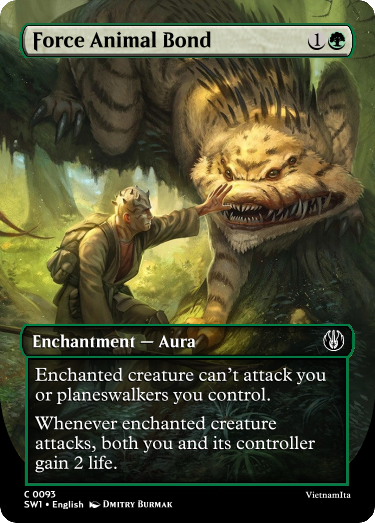 Force Animal Bond 1
Enchantment — Aura
Enchanted creature can't attack you
or planeswalkers you control.
Whenever enchanted creature
attacks, both you and its controller
gain 2 life.
C 0093
SW1 • English Dmitry Burmak
VietnamIta